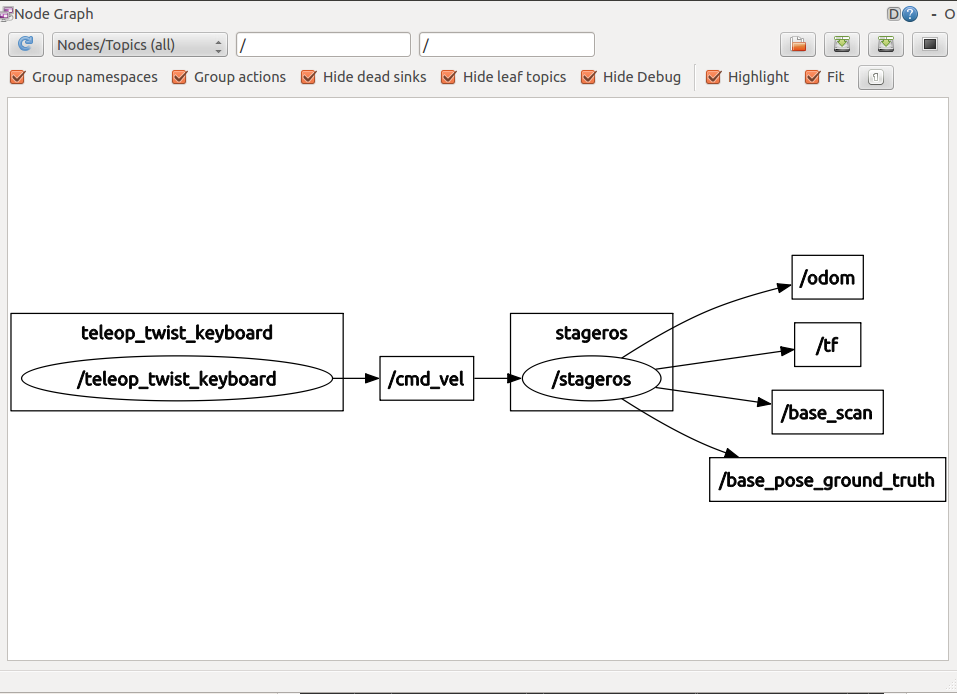 Node Graph
D ? - O
Nodes/Topics (all) / /
Group namespaces Group actions Hide dead sinks Hide leaf topics Hide Debug Highlight Fit
/odom
teleop_twist_keyboard
stageros
/tf
/teleop_twist_keyboard
/cmd_vel
/stageros
/base_scan
/base_pose_ground_truth